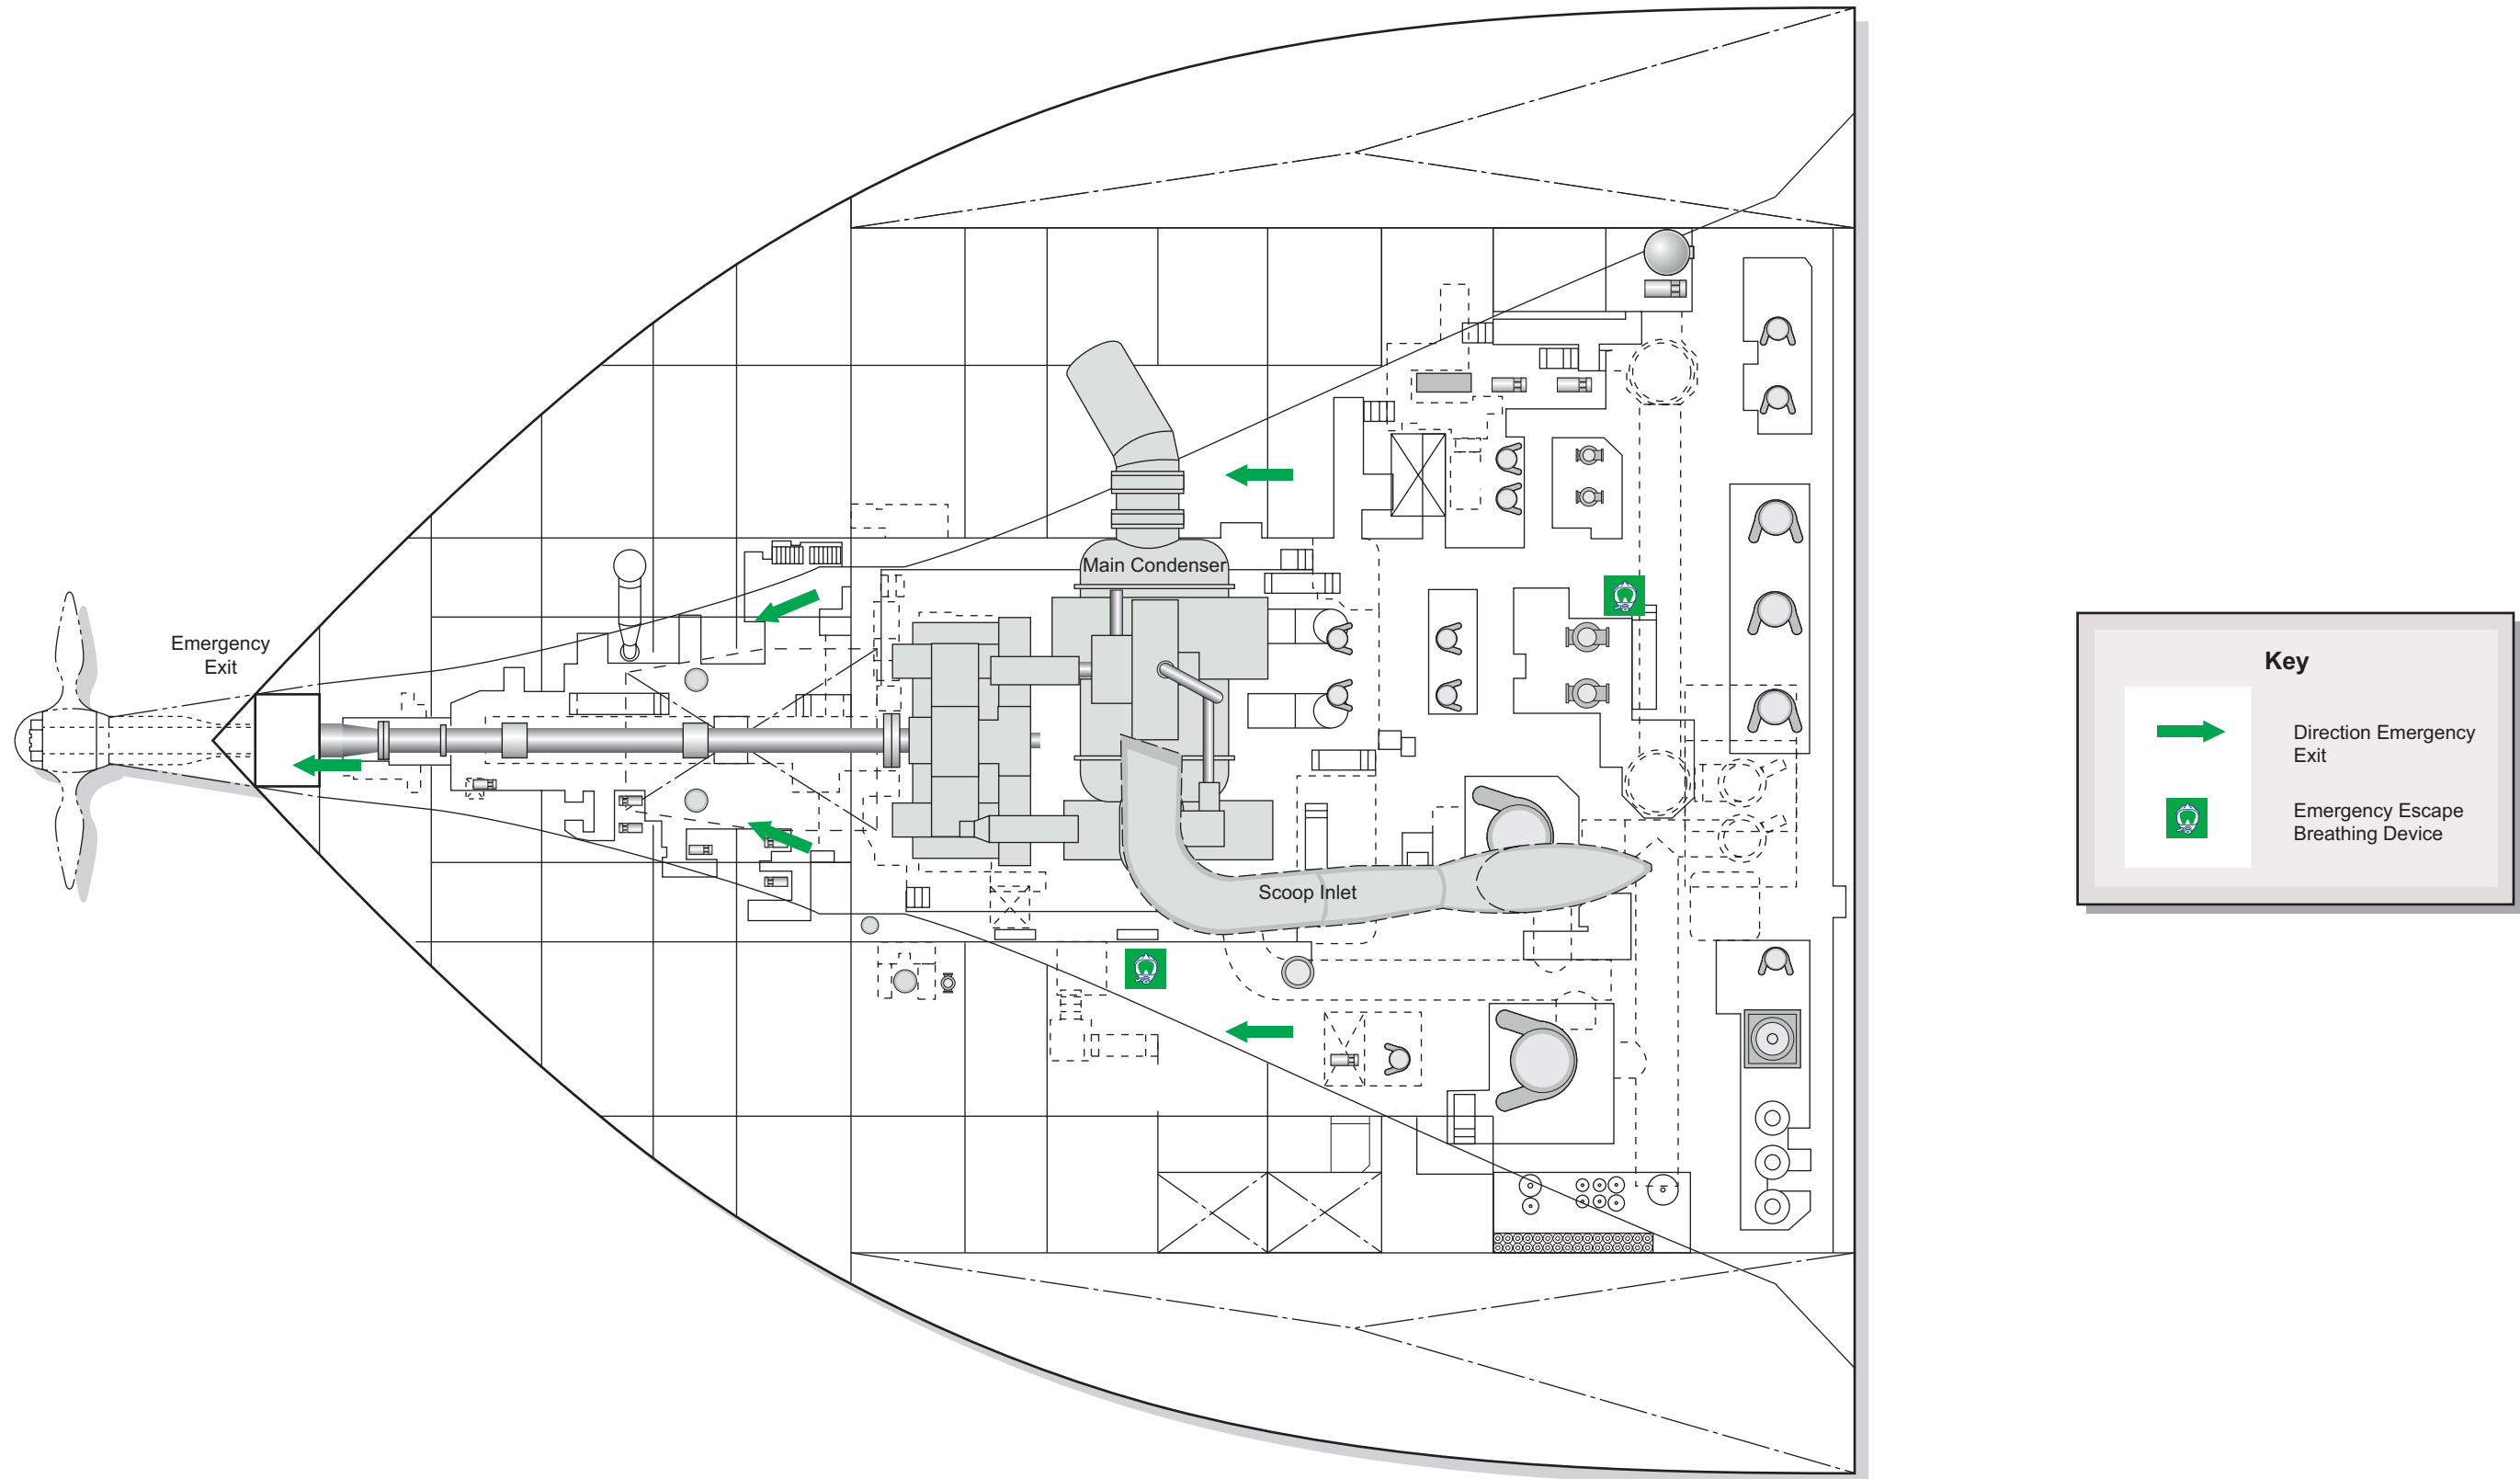 Main Condenser
Emergency
Exit
Scoop Inlet
Key
Direction Emergency
Exit
Emergency Escape
Breathing Device